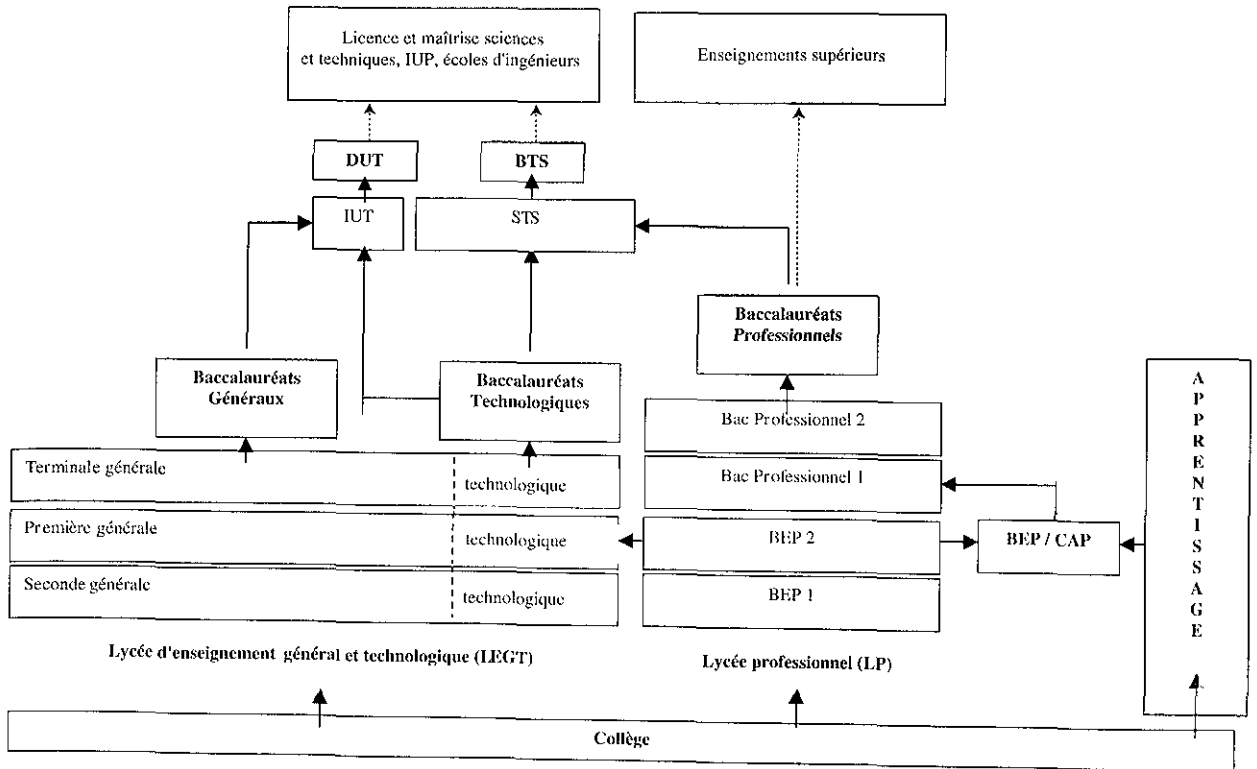 Licence et maîtrise sciences
et techniques, IUP, écoles d'ingénieurs
Enseignements supérieurs
DUT
BTS
IUT
STS
Baccalauréats
Professionnels
Baccalauréats
Généraux
Baccalauréats
Technologiques
Bac Professionnel 2
Terminale générale
technologique
Bac Professionnel 1
Première générale
technologique
BEP 2
BEP / CAP
Seconde générale
technologique
BEP 1
APPRENTISSAGE
Lycée d'enseignement général et technologique (LEGT)
Lycée professionnel (LP)
Collège